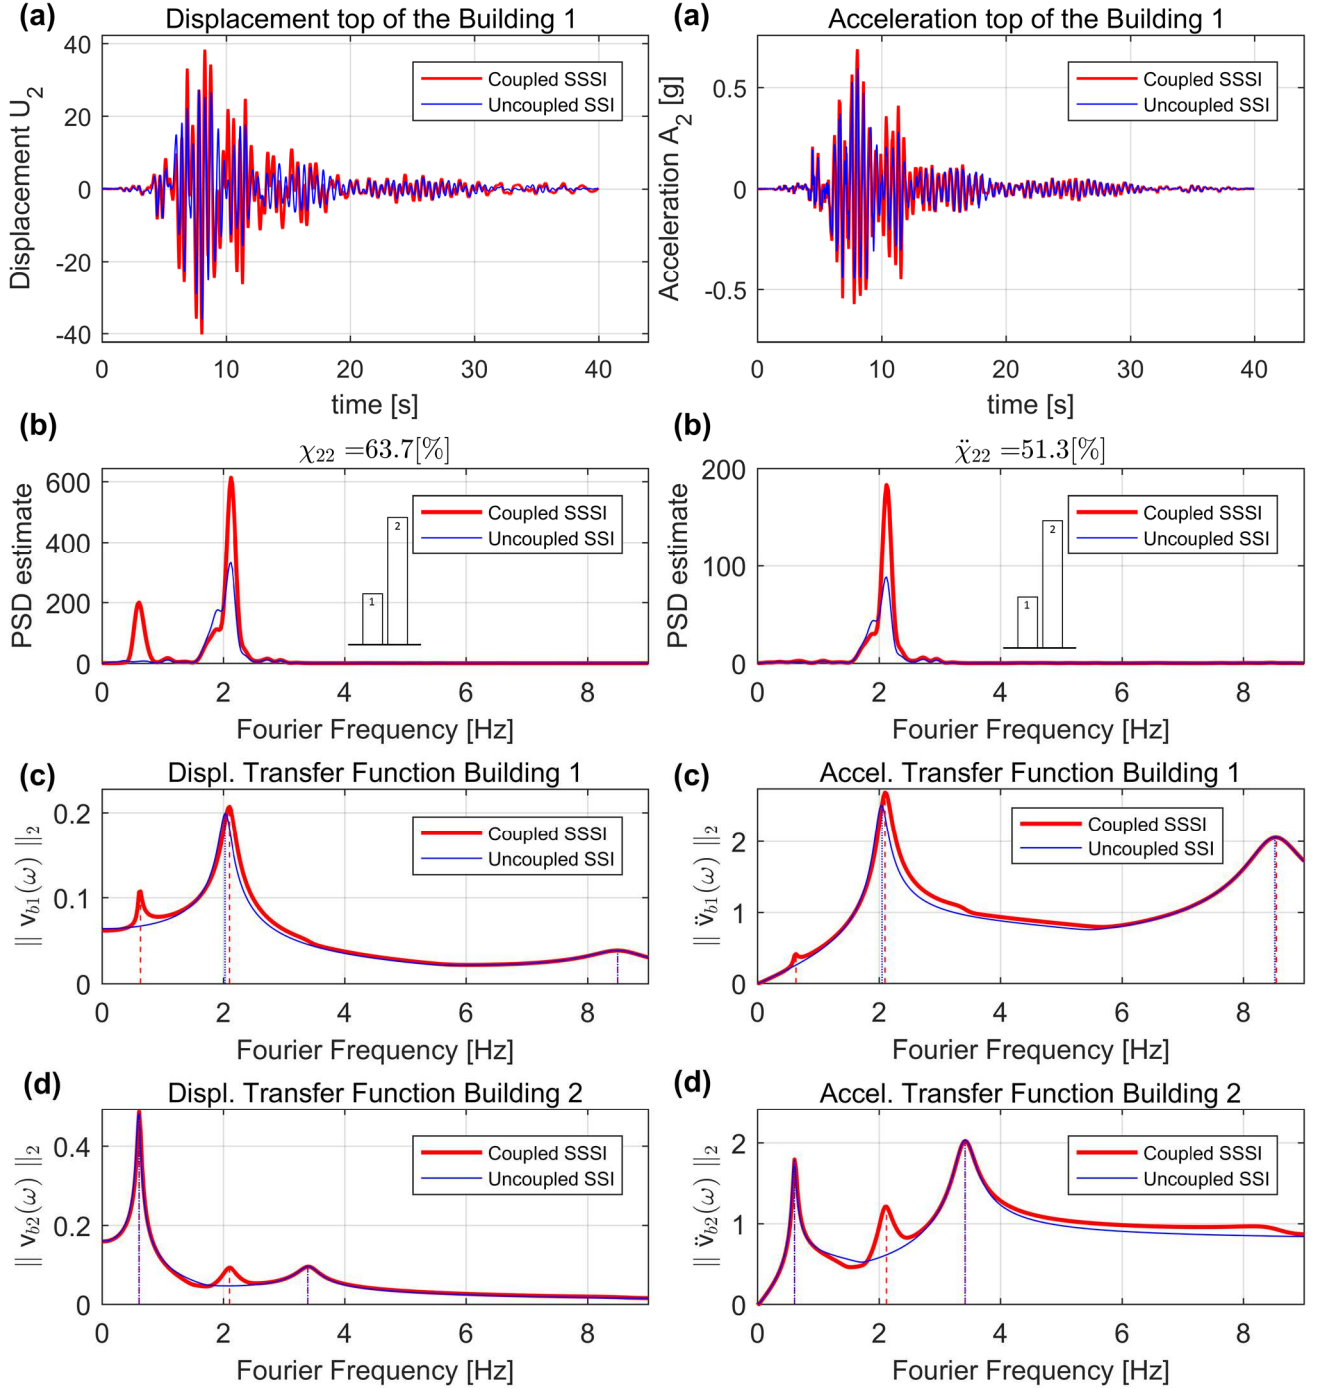 (a)
Displacement top of the Building 1
Displacement U2
40
20
0
-20
-40
Coupled SSSI
Uncoupled SSI
0 10 20 30 40
time [s]
(a)
Acceleration top of the Building 1
Acceleration A2 [g]
0.5
0
-0.5
Coupled SSSI
Uncoupled SSI
0 10 20 30 40
time [s]
(b)
χ22 =63.7[%]
PSD estimate
600
400
200
0
1
2
Coupled SSSI
Uncoupled SSI
0 2 4 6 8
Fourier Frequency [Hz]
(b)
χ̈22 =51.3[%]
PSD estimate
200
100
0
1
2
Coupled SSSI
Uncoupled SSI
0 2 4 6 8
Fourier Frequency [Hz]
(c)
Displ. Transfer Function Building 1
‖ vb1(ω) ‖2
0.2
0.1
0
Coupled SSSI
Uncoupled SSI
0 2 4 6 8
Fourier Frequency [Hz]
(c)
Accel. Transfer Function Building 1
‖ v̈b1(ω) ‖2
2
1
0
Coupled SSSI
Uncoupled SSI
0 2 4 6 8
Fourier Frequency [Hz]
(d)
Displ. Transfer Function Building 2
‖ vb2(ω) ‖2
0.4
0.2
0
Coupled SSSI
Uncoupled SSI
0 2 4 6 8
Fourier Frequency [Hz]
(d)
Accel. Transfer Function Building 2
‖ v̈b2(ω) ‖2
2
1
0
Coupled SSSI
Uncoupled SSI
0 2 4 6 8
Fourier Frequency [Hz]